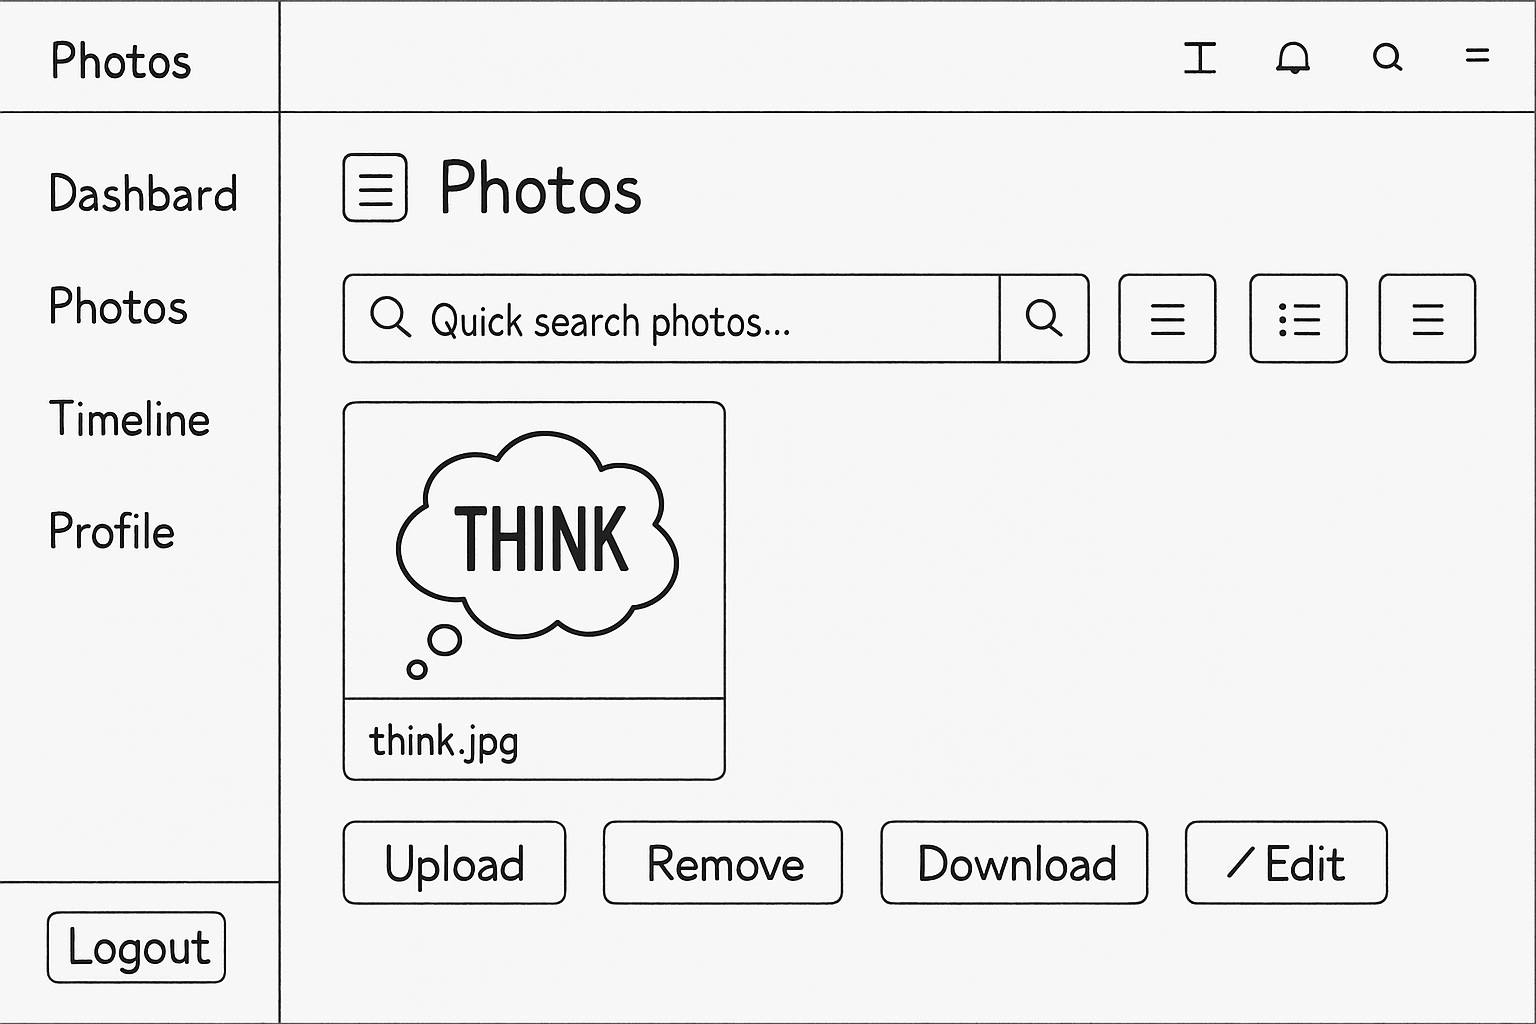 Photos
Dashbard
Photos
Timeline
Profile
Logout
Photos
Quick search photos...
THINK
think.jpg
Upload
Remove
Download
Edit